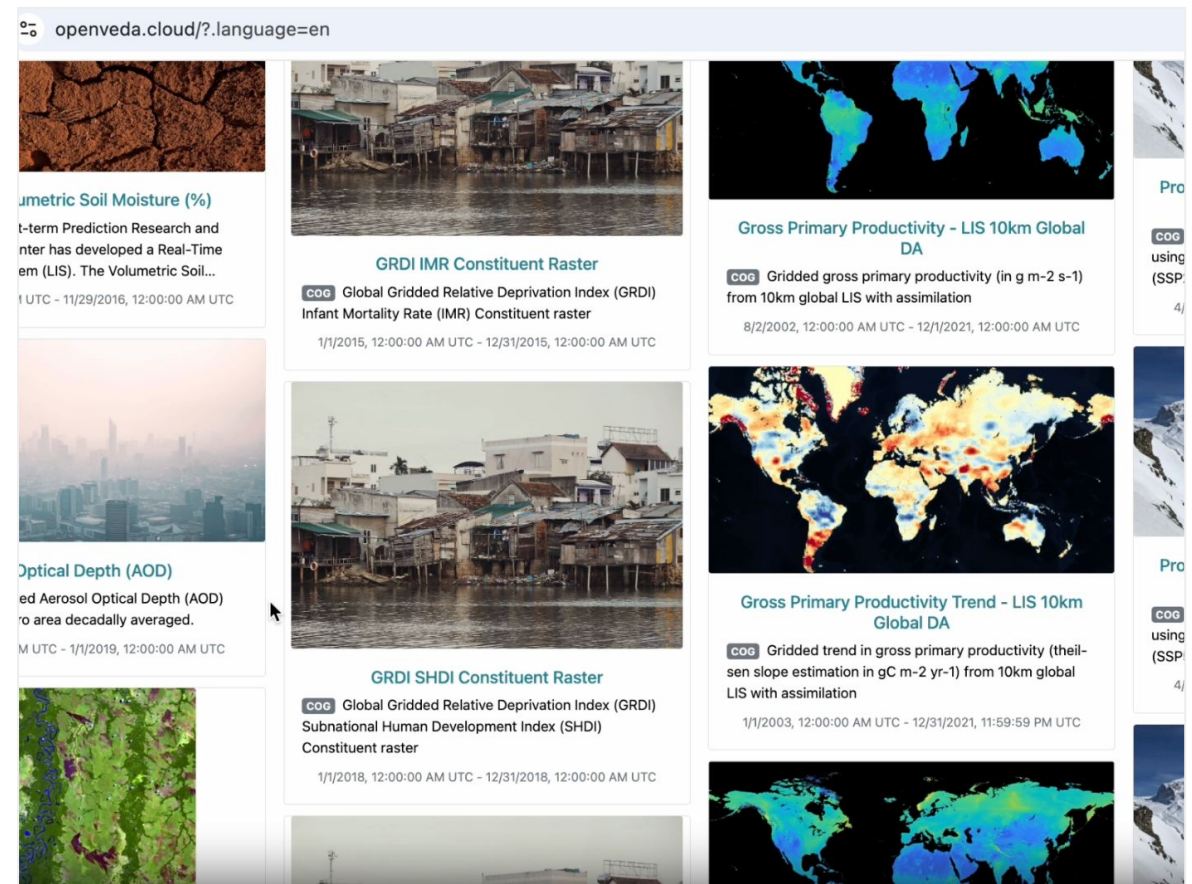 openveda.cloud/?.language=en
umetric Soil Moisture (%)
t-term Prediction Research and
nter has developed a Real-Time
em (LIS). The Volumetric Soil...
UTC - 11/29/2016, 12:00:00 AM UTC
Optical Depth (AOD)
ed Aerosol Optical Depth (AOD)
ro area decadally averaged.
M UTC - 1/1/2019, 12:00:00 AM UTC
GRDI IMR Constituent Raster
COG Global Gridded Relative Deprivation Index (GRDI)
Infant Mortality Rate (IMR) Constituent raster
1/1/2015, 12:00:00 AM UTC - 12/31/2015, 12:00:00 AM UTC
GRDI SHDI Constituent Raster
COG Global Gridded Relative Deprivation Index (GRDI)
Subnational Human Development Index (SHDI)
Constituent raster
1/1/2018, 12:00:00 AM UTC - 12/31/2018, 12:00:00 AM UTC
Gross Primary Productivity - LIS 10km Global
DA
COG Gridded gross primary productivity (in g m-2 s-1)
from 10km global LIS with assimilation
8/2/2002, 12:00:00 AM UTC - 12/1/2021, 12:00:00 AM UTC
Gross Primary Productivity Trend - LIS 10km
Global DA
COG Gridded trend in gross primary productivity (theil-
sen slope estimation in gC m-2 yr-1) from 10km global
LIS with assimilation
1/1/2003, 12:00:00 AM UTC - 12/31/2021, 11:59:59 PM UTC
Pro
COG
using
(SSP
4/
Pro
COG
using
(SSP
4/